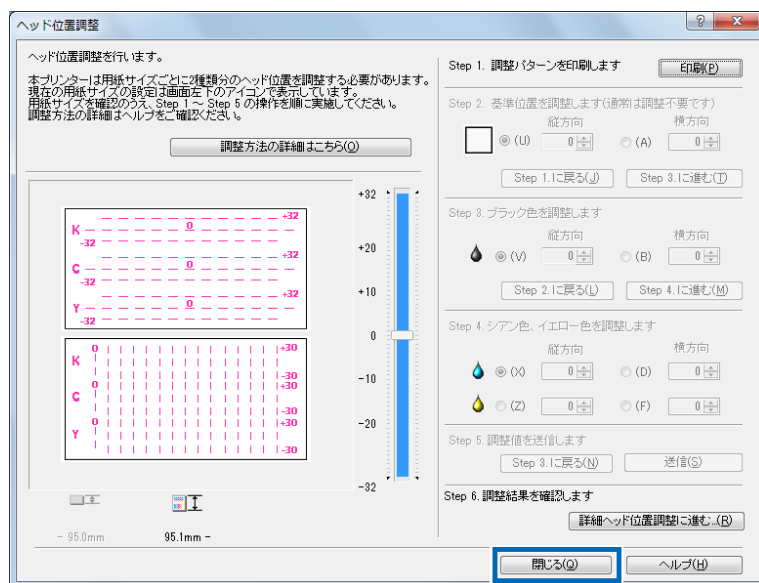 ヘッド位置調整
ヘッド位置調整を行います。
本プリンターは用紙サイズごとに2種類分のヘッド位置を調整する必要があります。
現在の用紙サイズの設定は画面左下のアイコンで表示しています。
用紙サイズを確認のうえ、Step 1 ～ Step 5 の操作を順に実施してください。
調整方法の詳細はヘルプをご確認ください。
調整方法の詳細はこちら(O)
+32
+20
+10
0
-10
-20
-32
K
0
+32
-32
C
0
+32
-32
Y
0
+32
-32
K
0
+30
-30
C
0
+30
-30
Y
0
+30
-30
- 95.0mm
95.1mm -
Step 1. 調整パターンを印刷します
印刷(P)
Step 2. 基準位置を調整します(通常は調整不要です)
縦方向 横方向
(U) 0 (A) 0
Step 1.に戻る(J) Step 3.に進む(T)
Step 3.ブラック色を調整します
縦方向 横方向
(V) 0 (B) 0
Step 2.に戻る(L) Step 4.に進む(M)
Step 4.シアン色、イエロー色を調整します
縦方向 横方向
(X) 0 (D) 0
(Z) 0 (F) 0
Step 5. 調整値を送信します
Step 3.に戻る(N) 送信(S)
Step 6. 調整結果を確認します
詳細ヘッド位置調整に進む...(R)
閉じる(Q) ヘルプ(H)